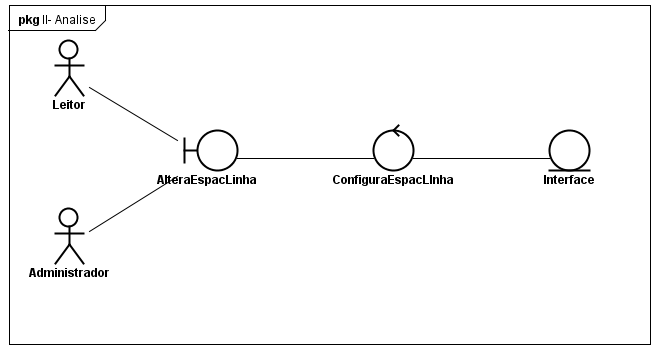 pkg II- Analise
Leitor
AlteraEspacLinha
ConfiguraEspacLInha
Interface
Administrador